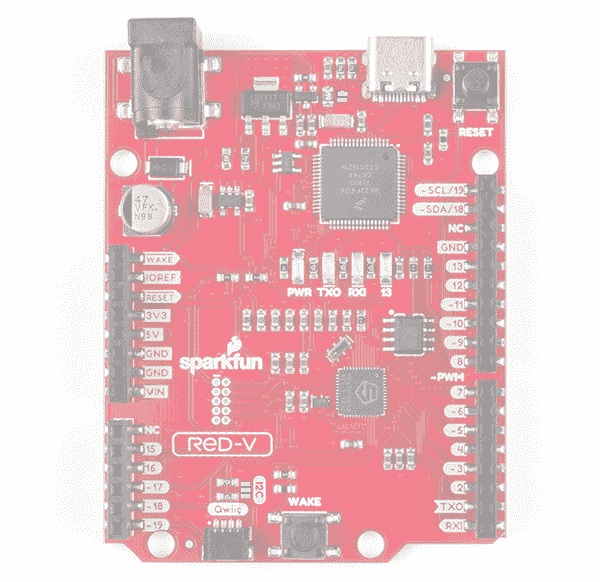 RESET
47
VFK
N9B
~SCL/19
~SDA/18
NC
GND
13
12
~11
~10
~9
8
~PWM
7
~6
~5
4
~3
2
TXO
RXI
WAKE
IOREF
RESET
3V3
5V
GND
GND
VIN
NC
15
16
~17
~18
~19
PWR TXO RXI 13
sparkfun
RED-V
I2C
Qwiic
WAKE